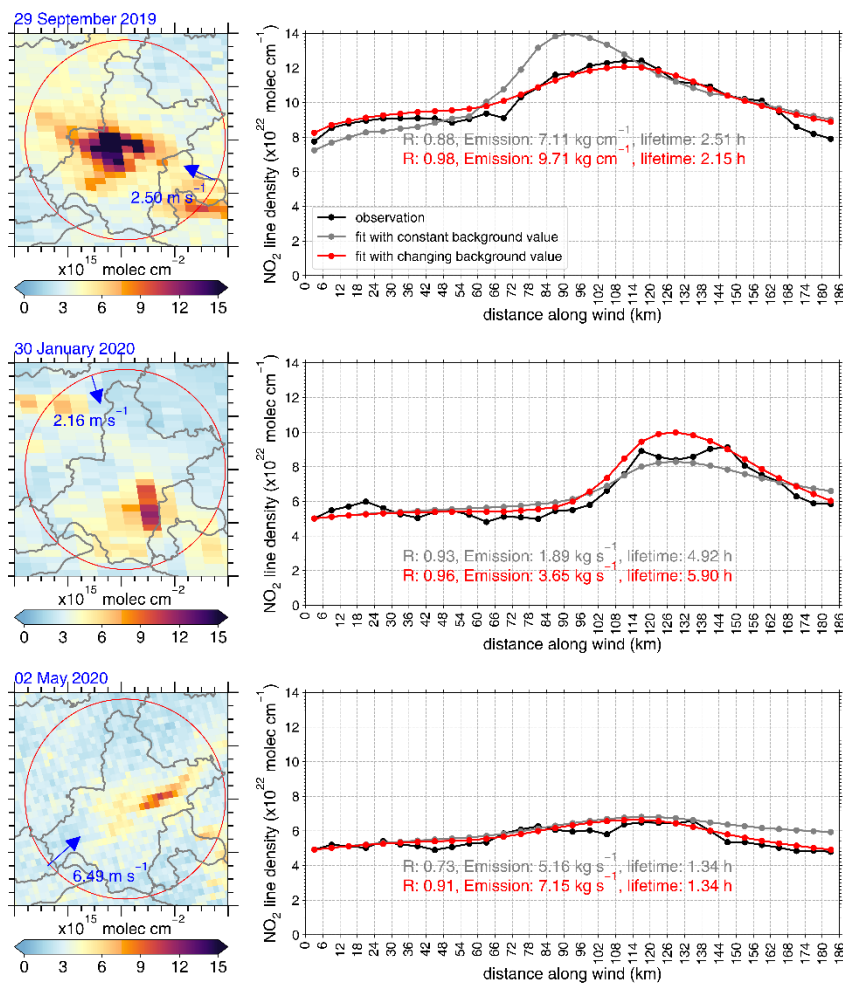 29 September 2019
2.50 m s⁻¹
x10¹⁵ molec cm⁻²
0 3 6 9 12 15
NO₂ line density (x10²² molec cm⁻¹)
14
12
10
8
6
4
2
0
R: 0.88, Emission: 7.11 kg cm⁻¹, lifetime: 2.51 h
R: 0.98, Emission: 9.71 kg cm⁻¹, lifetime: 2.15 h
observation
fit with constant background value
fit with changing background value
0 6 12 18 24 30 36 42 48 54 60 66 72 78 84 90 96 102 108 114 120 126 132 138 144 150 156 162 168 174 180 186
distance along wind (km)
30 January 2020
2.16 m s⁻¹
x10¹⁵ molec cm⁻²
0 3 6 9 12 15
NO₂ line density (x10²² molec cm⁻¹)
14
12
10
8
6
4
2
0
R: 0.93, Emission: 1.89 kg s⁻¹, lifetime: 4.92 h
R: 0.96, Emission: 3.65 kg s⁻¹, lifetime: 5.90 h
0 6 12 18 24 30 36 42 48 54 60 66 72 78 84 90 96 102 108 114 120 126 132 138 144 150 156 162 168 174 180 186
distance along wind (km)
02 May 2020
6.49 m s⁻¹
x10¹⁵ molec cm⁻²
0 3 6 9 12 15
NO₂ line density (x10²² molec cm⁻¹)
14
12
10
8
6
4
2
0
R: 0.73, Emission: 5.16 kg s⁻¹, lifetime: 1.34 h
R: 0.91, Emission: 7.15 kg s⁻¹, lifetime: 1.34 h
0 6 12 18 24 30 36 42 48 54 60 66 72 78 84 90 96 102 108 114 120 126 132 138 144 150 156 162 168 174 180 186
distance along wind (km)